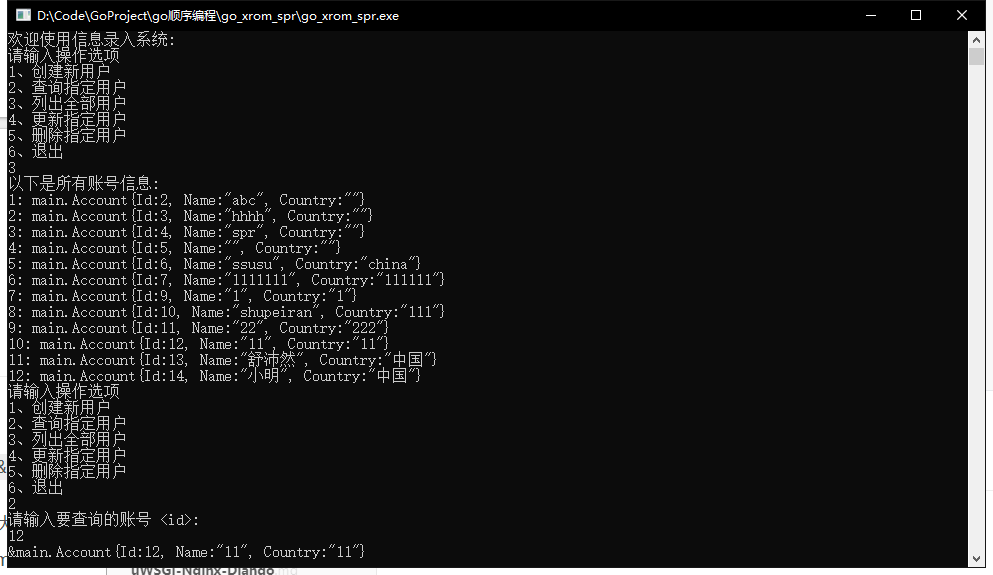 D:\Code\GoProject\go顺序编程\go_xrom_spr\go_xrom_spr.exe
欢迎使用信息录入系统:
请输入操作选项
1、创建新用户
2、查询指定用户
3、列出全部用户
4、更新指定用户
5、删除指定用户
6、退出
3
以下是所有账号信息:
1: main.Account{Id:2, Name:"abc", Country:""}
2: main.Account{Id:3, Name:"hhhh", Country:""}
3: main.Account{Id:4, Name:"spr", Country:""}
4: main.Account{Id:5, Name:"", Country:""}
5: main.Account{Id:6, Name:"ssusu", Country:"china"}
6: main.Account{Id:7, Name:"1111111", Country:"111111"}
7: main.Account{Id:9, Name:"1", Country:"1"}
8: main.Account{Id:10, Name:"shupeiran", Country:"111"}
9: main.Account{Id:11, Name:"22", Country:"222"}
10: main.Account{Id:12, Name:"11", Country:"11"}
11: main.Account{Id:13, Name:"舒沛然", Country:"中国"}
12: main.Account{Id:14, Name:"小明", Country:"中国"}
请输入操作选项
1、创建新用户
2、查询指定用户
3、列出全部用户
4、更新指定用户
5、删除指定用户
6、退出
2
请输入要查询的账号 <id>:
12
&main.Account{Id:12, Name:"11", Country:"11"}
uWSGI-Nginx-Django.md